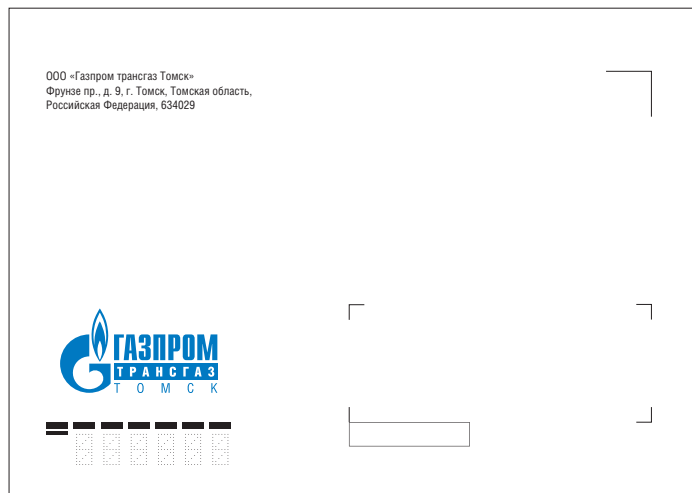 ООО «Газпром трансгаз Томск»
Фрунзе пр., д. 9, г. Томск, Томская область,
Российская Федерация, 634029
ГАЗПРОМ
ТРАНСГАЗ
ТОМСК